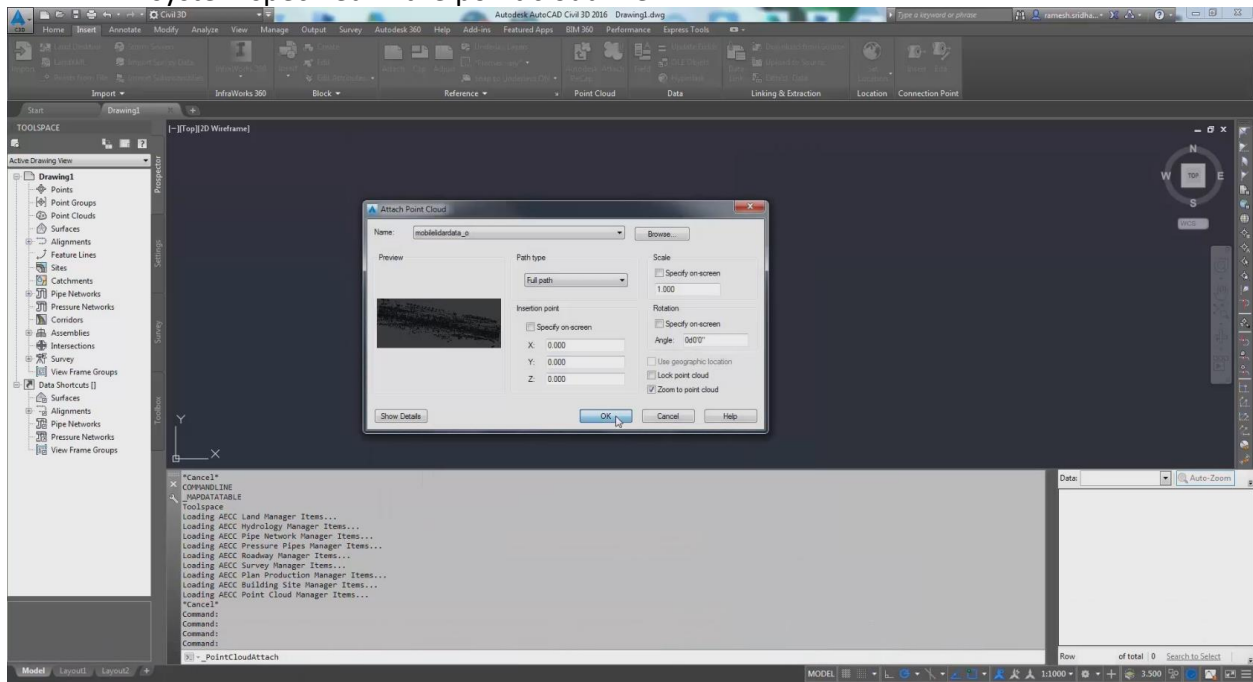 Civil 3D
Autodesk AutoCAD Civil 3D 2016 Drawing1.dwg
Type a keyword or phrase
ramesh.sridha...
Home Insert Annotate Modify Analyze View Manage Output Survey Autodesk 360 Help Add-ins Featured Apps BIM 360 Performance Express Tools
Import InfraWorks 360 Block Reference Point Cloud Data Linking & Extraction Location Connection Point
Start Drawing1
TOOLSPACE
[-][Top][2D Wireframe]
Active Drawing View
Prospector
Settings
Survey
Toolbox
Drawing1
Points
Point Groups
Point Clouds
Surfaces
Alignments
Feature Lines
Sites
Catchments
Pipe Networks
Pressure Networks
Corridors
Assemblies
Intersections
Survey
View Frame Groups
Data Shortcuts []
Surfaces
Alignments
Pipe Networks
Pressure Networks
View Frame Groups
N
W TOP E
S
WCS
Attach Point Cloud
Name: mobilelidardata_o Browse...
Preview
Path type
Full path
Insertion point
Specify on-screen
X: 0.000
Y: 0.000
Z: 0.000
Scale
Specify on-screen
1.000
Rotation
Specify on-screen
Angle: 0d0'0"
Use geographic location
Lock point cloud
Zoom to point cloud
Show Details OK Cancel Help
Y
X
*Cancel*
COMMANDLINE
_MAPDATATABLE
Toolspace
Loading AECC Land Manager Items...
Loading AECC Hydrology Manager Items...
Loading AECC Pipe Network Manager Items...
Loading AECC Pressure Pipes Manager Items...
Loading AECC Roadway Manager Items...
Loading AECC Survey Manager Items...
Loading AECC Plan Production Manager Items...
Loading AECC Building Site Manager Items...
Loading AECC Point Cloud Manager Items...
*Cancel*
Command:
Command:
Command:
Command:
-_PointCloudAttach
Data: Auto-Zoom
Row of total 0 Search to Select
Model Layout1 Layout2 +
MODEL 1:1000 3.500